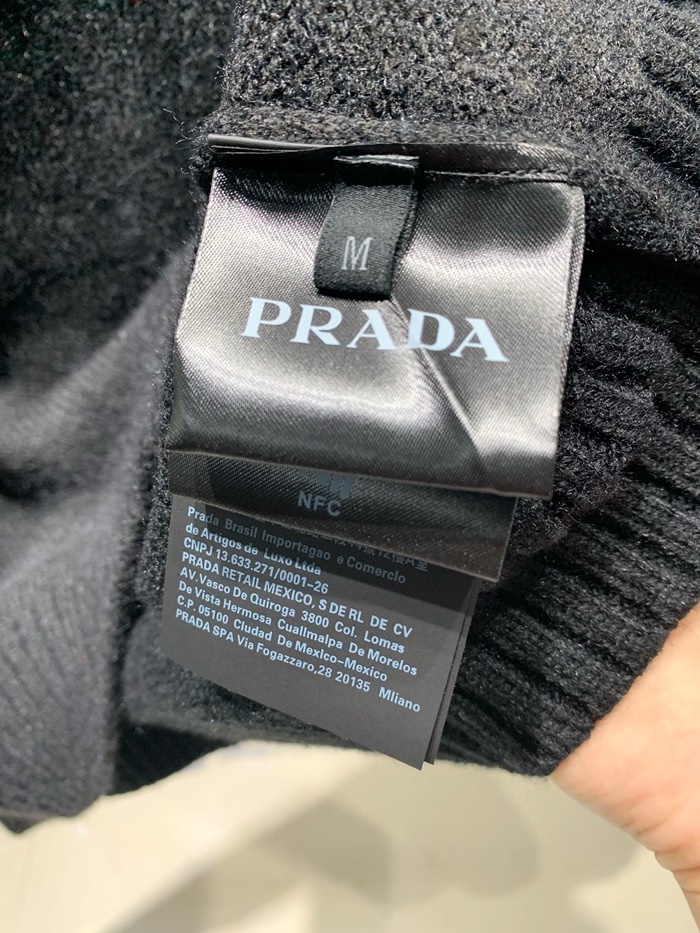 M
PRADA
NFC
Prada Brasil Importagao e Comercio
de Artigos de Luxo Ltda
CNPJ 13.633.271/0001-26
PRADA RETAIL MEXICO, S DE RL DE CV
AV.Vasco De Quiroga 3800 Col. Lomas
De Vista Hermosa Cuallmalpa De Morelos
C.P. 05100 Cludad De Mexico-Mexico
PRADA SPA Via Fogazzaro,28 20135 Mliano